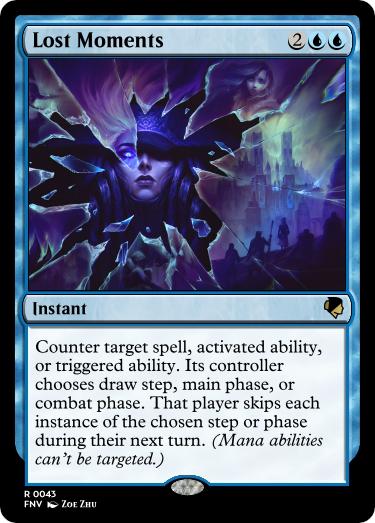 Lost Moments 2
Instant
Counter target spell, activated ability,
or triggered ability. Its controller
chooses draw step, main phase, or
combat phase. That player skips each
instance of the chosen step or phase
during their next turn. (Mana abilities
can't be targeted.)
R 0043
FNV Zoe Zhu